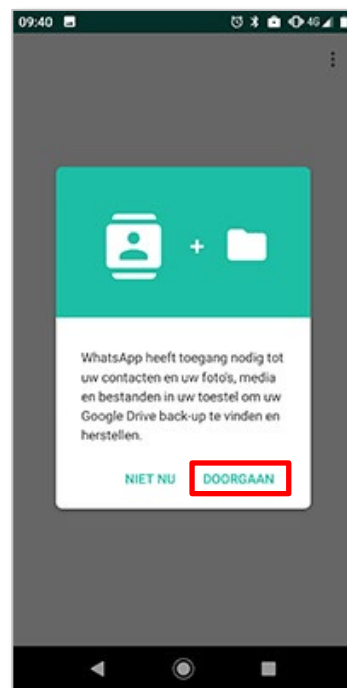 09:40 4G
WhatsApp heeft toegang nodig tot
uw contacten en uw foto's, media
en bestanden in uw toestel om uw
Google Drive back-up te vinden en
herstellen.
NIET NU DOORGAAN